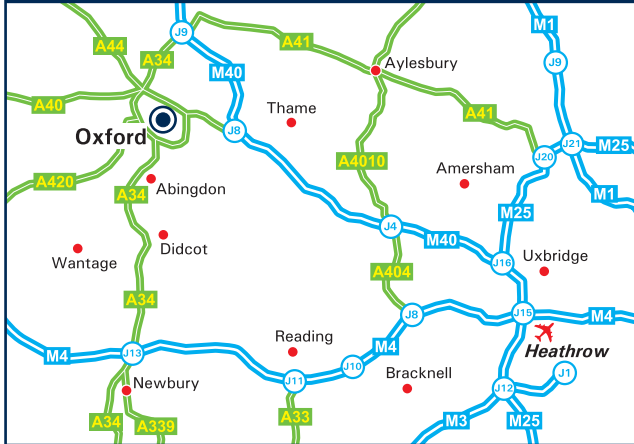 M1
J9
A44
A41
A34
J9
Aylesbury
M40
A40
Thame
A41
Oxford
J8
J21
M25
J20
A4010
Amersham
A420
A34
Abingdon
M1
M25
J4
Didcot
M40
Wantage
J16
Uxbridge
A404
A34
J8
J15
M4
Reading
Heathrow
M4
J13
M4
J10
J11
Bracknell
J1
Newbury
J12
A33
A34
A339
M3
M25